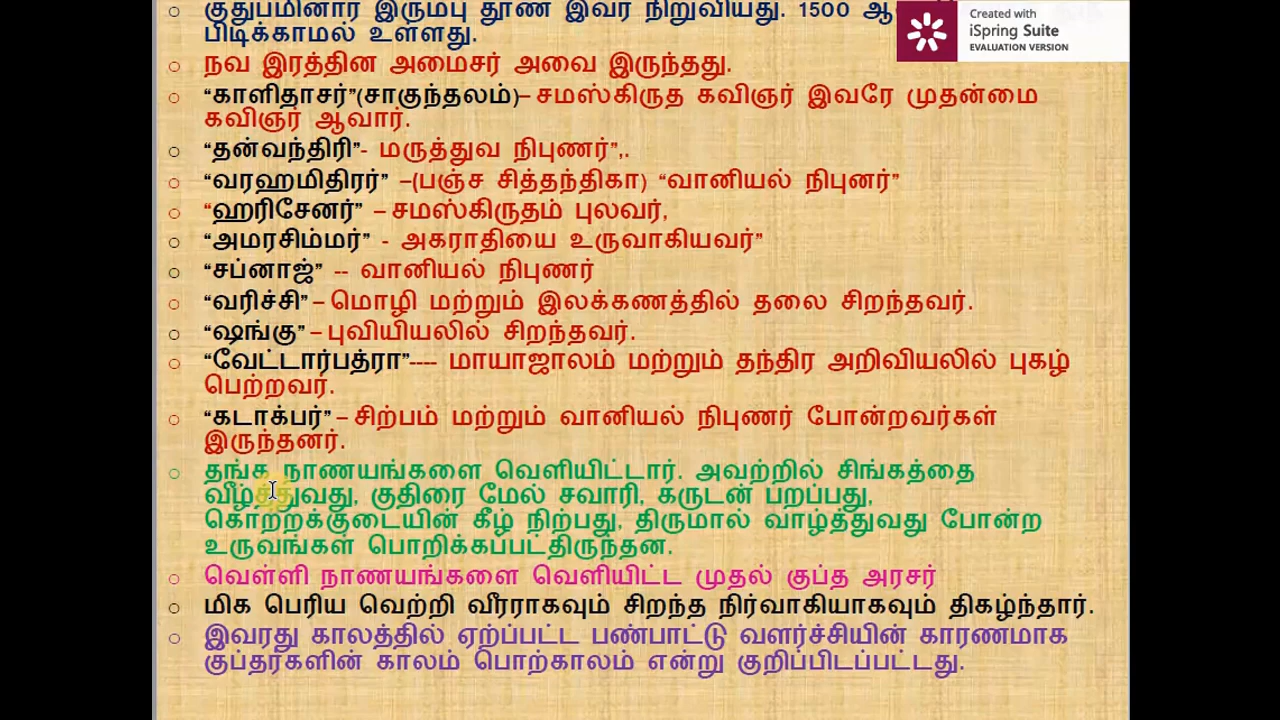 குதுப்மினார் இரும்பு தூண் இவர் நிறுவியது. 1500 ஆ
பிடிக்காமல் உள்ளது.
Created with
iSpring Suite
EVALUATION VERSION
நவ இரத்தின அமைசர் அவை இருந்தது.
“காளிதாசர்”(சாகுந்தலம்)– சமஸ்கிருத கவிஞர் இவரே முதன்மை
கவிஞர் ஆவார்.
“தன்வந்திரி”- மருத்துவ நிபுணர்”,.
“வரஹமிதிரர்” –(பஞ்ச சித்தந்திகா) “வானியல் நிபுனர்”
“ஹரிசேனர்” – சமஸ்கிருதம் புலவர்,
“அமரசிம்மர்” - அகராதியை உருவாகியவர்”
“சப்னாஜ்” -- வானியல் நிபுணர்
“வரிச்சி” – மொழி மற்றும் இலக்கணத்தில் தலை சிறந்தவர்.
“ஷங்கு” – புவியியலில் சிறந்தவர்.
“வேட்டார்பத்ரா”---- மாயாஜாலம் மற்றும் தந்திர அறிவியலில் புகழ்
பெற்றவர்.
“கடாக்பர்” – சிற்பம் மற்றும் வானியல் நிபுணர் போன்றவர்கள்
இருந்தனர்.
தங்க நாணயங்களை வெளியிட்டார். அவற்றில் சிங்கத்தை
வீழ்த்துவது, குதிரை மேல் சவாரி, கருடன் பறப்பது,
கொற்றக்குடையின் கீழ் நிற்பது, திருமால் வாழ்த்துவது போன்ற
உருவங்கள் பொறிக்கப்பட்திருந்தன.
வெள்ளி நாணயங்களை வெளியிட்ட முதல் குப்த அரசர்
மிக பெரிய வெற்றி வீரராகவும் சிறந்த நிர்வாகியாகவும் திகழ்ந்தார்.
இவரது காலத்தில் ஏற்ப்பட்ட பண்பாட்டு வளர்ச்சியின் காரணமாக
குப்தர்களின் காலம் பொற்காலம் என்று குறிப்பிடப்பட்டது.